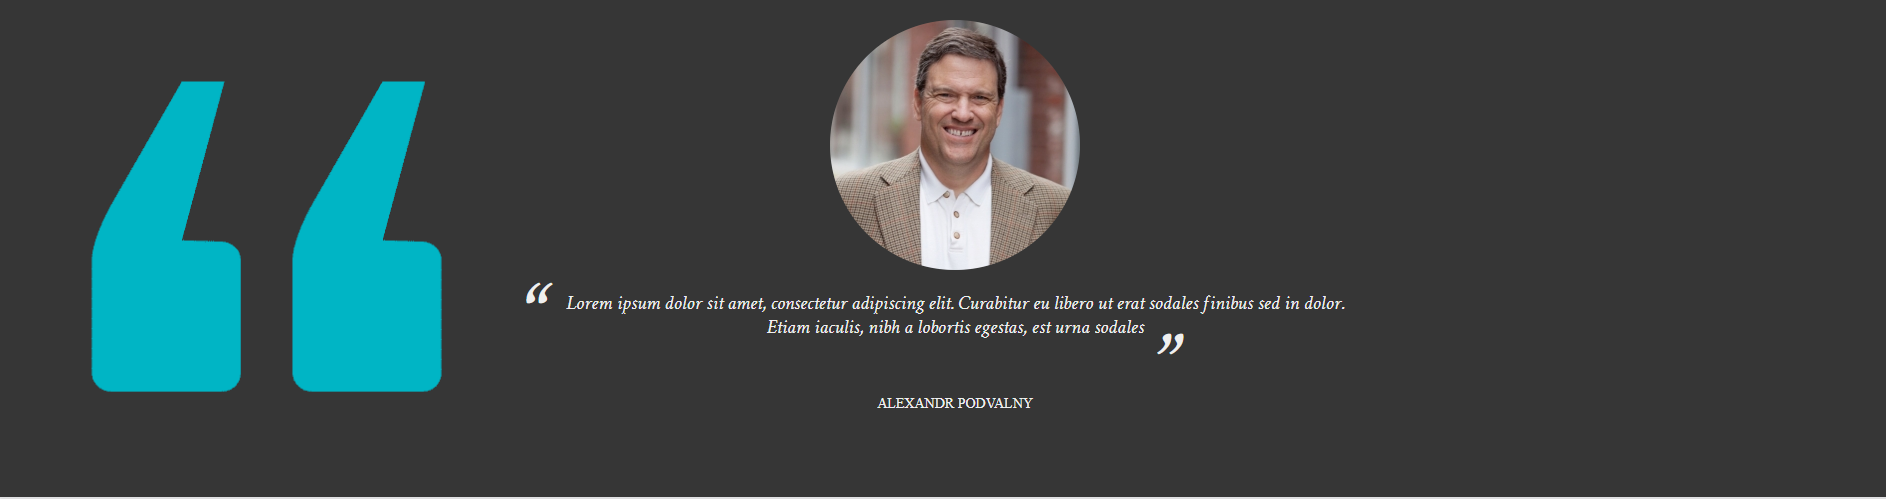 “ Lorem ipsum dolor sit amet, consectetur adipiscing elit. Curabitur eu libero ut erat sodales finibus sed in dolor.
Etiam iaculis, nibh a lobortis egestas, est urna sodales ”
ALEXANDR PODVALNY